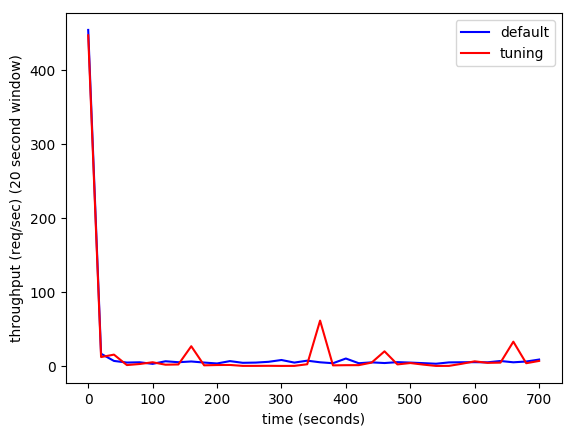 default
tuning
throughput (req/sec) (20 second window)
400
300
200
100
0
0 100 200 300 400 500 600 700
time (seconds)